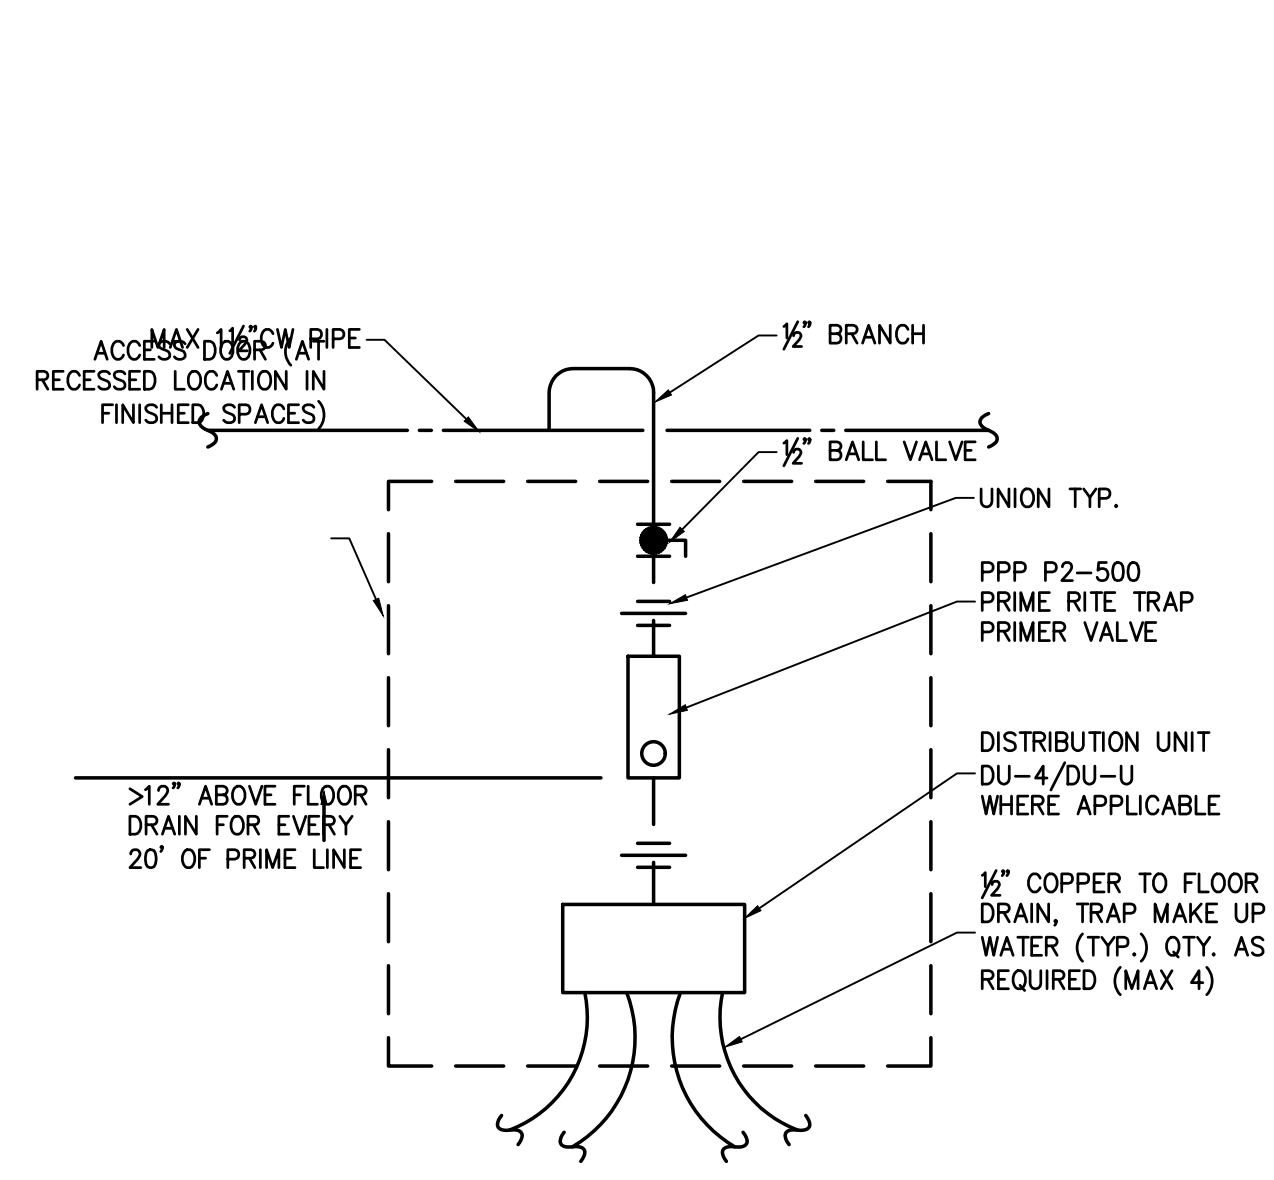 MAX 1½"CW PIPE
ACCESS DOOR (AT
RECESSED LOCATION IN
FINISHED SPACES)
½" BRANCH
½" BALL VALVE
UNION TYP.
PPP P2-500
PRIME RITE TRAP
PRIMER VALVE
DISTRIBUTION UNIT
DU-4/DU-U
WHERE APPLICABLE
>12" ABOVE FLOOR
DRAIN FOR EVERY
20' OF PRIME LINE
½" COPPER TO FLOOR
DRAIN, TRAP MAKE UP
WATER (TYP.) QTY. AS
REQUIRED (MAX 4)